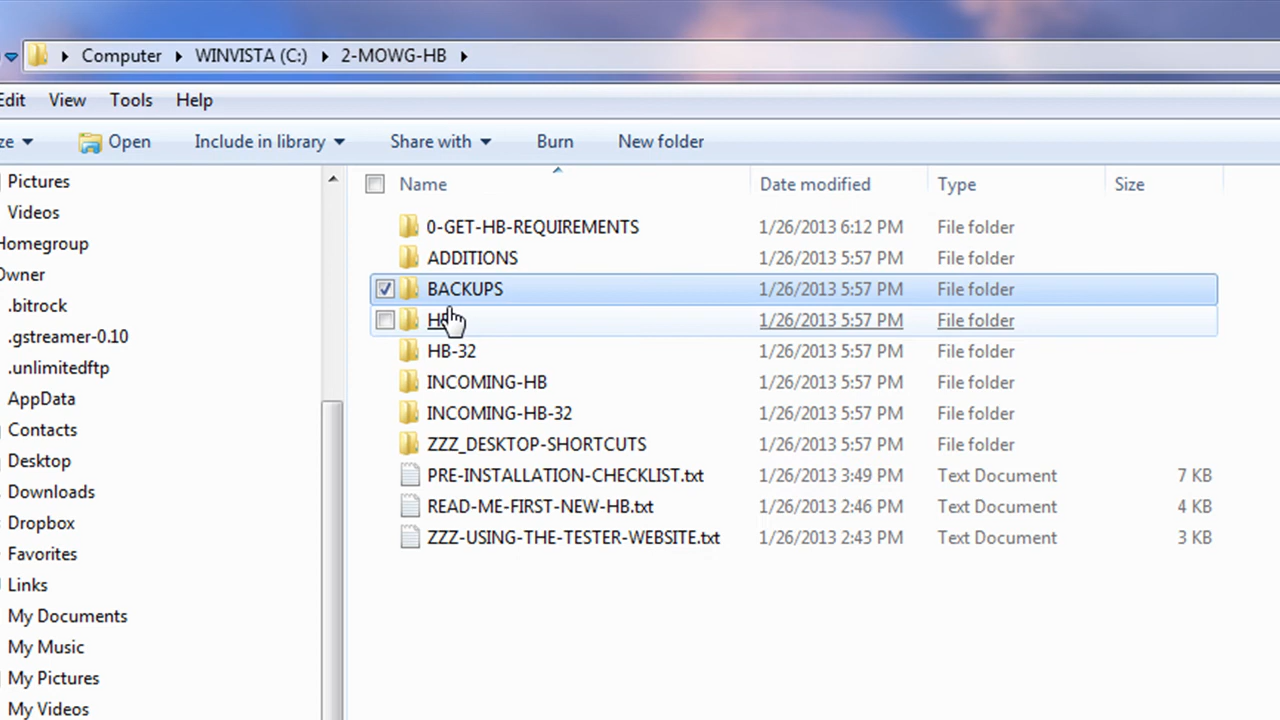 Computer WINVISTA (C:) 2-MOWG-HB
Edit View Tools Help
ze Open Include in library Share with Burn New folder
Pictures
Videos
Homegroup
Owner
.bitrock
.gstreamer-0.10
.unlimitedftp
AppData
Contacts
Desktop
Downloads
Dropbox
Favorites
Links
My Documents
My Music
My Pictures
My Videos
Name Date modified Type Size
0-GET-HB-REQUIREMENTS 1/26/2013 6:12 PM File folder
ADDITIONS 1/26/2013 5:57 PM File folder
BACKUPS 1/26/2013 5:57 PM File folder
HB 1/26/2013 5:57 PM File folder
HB-32 1/26/2013 5:57 PM File folder
INCOMING-HB 1/26/2013 5:57 PM File folder
INCOMING-HB-32 1/26/2013 5:57 PM File folder
ZZZ_DESKTOP-SHORTCUTS 1/26/2013 5:57 PM File folder
PRE-INSTALLATION-CHECKLIST.txt 1/26/2013 3:49 PM Text Document 7 KB
READ-ME-FIRST-NEW-HB.txt 1/26/2013 2:46 PM Text Document 4 KB
ZZZ-USING-THE-TESTER-WEBSITE.txt 1/26/2013 2:43 PM Text Document 3 KB